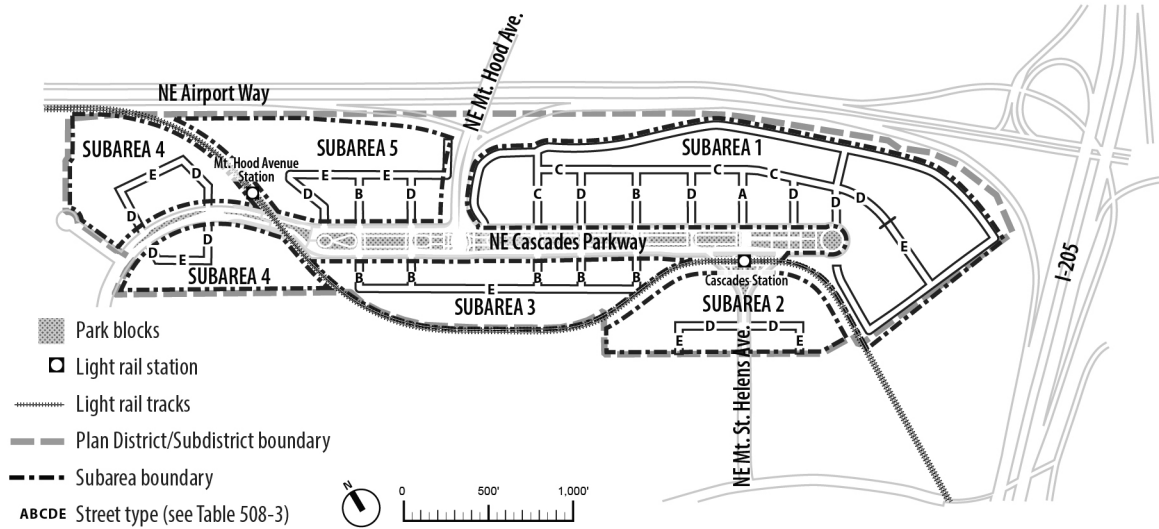 NE Mt. Hood Ave.
NE Airport Way
SUBAREA 4
SUBAREA 5
SUBAREA 1
Mt. Hood Avenue
Station
E
D
D
E
E
D
B
D
C
C
C
D
B
D
A
D
D
D
E
NE Cascades Parkway
I-205
D
D
E
SUBAREA 4
B
B
B
B
B
E
SUBAREA 3
Cascades Station
SUBAREA 2
D
D
E
E
NE Mt. St. Helens Ave.
Park blocks
Light rail station
Light rail tracks
Plan District/Subdistrict boundary
Subarea boundary
ABCDE Street type (see Table 508-3)
N
0 500' 1,000'